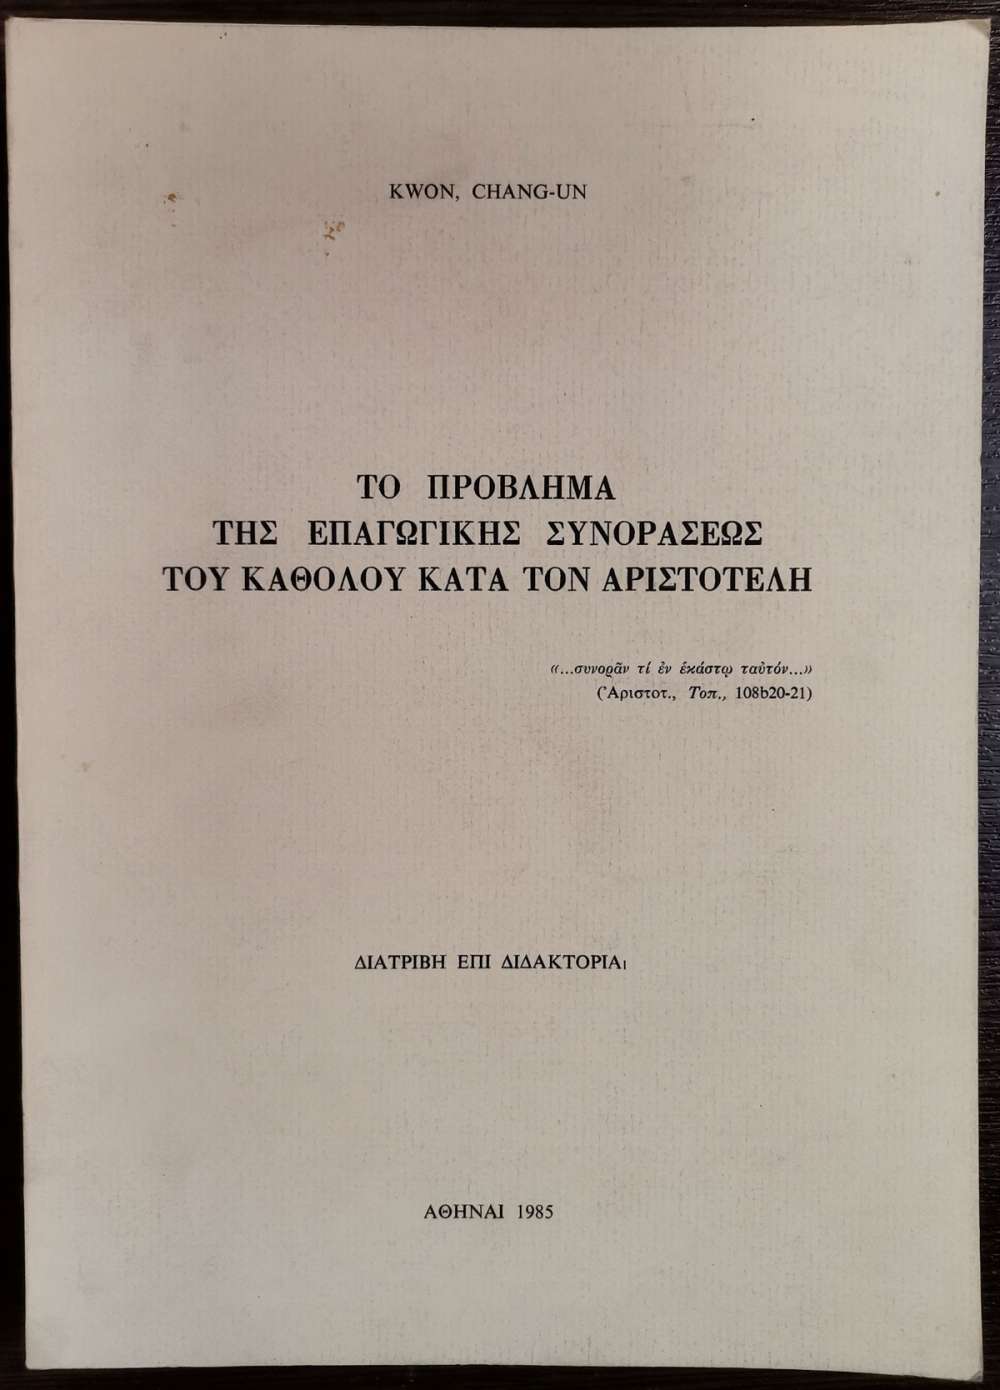 KWON, CHANG-UN
ΤΟ ΠΡΟΒΛΗΜΑ
ΤΗΣ ΕΠΑΓΩΓΙΚΗΣ ΣΥΝΟΡΑΣΕΩΣ
ΤΟΥ ΚΑΘΟΛΟΥ ΚΑΤΑ ΤΟΝ ΑΡΙΣΤΟΤΕΛΗ
«...συνορᾶν τί ἐν ἑκάστῳ ταὐτόν...»
(Ἀριστοτ., Τοπ., 108b20-21)
ΔΙΑΤΡΙΒΗ ΕΠΙ ΔΙΔΑΚΤΟΡΙΑι
ΑΘΗΝΑΙ 1985